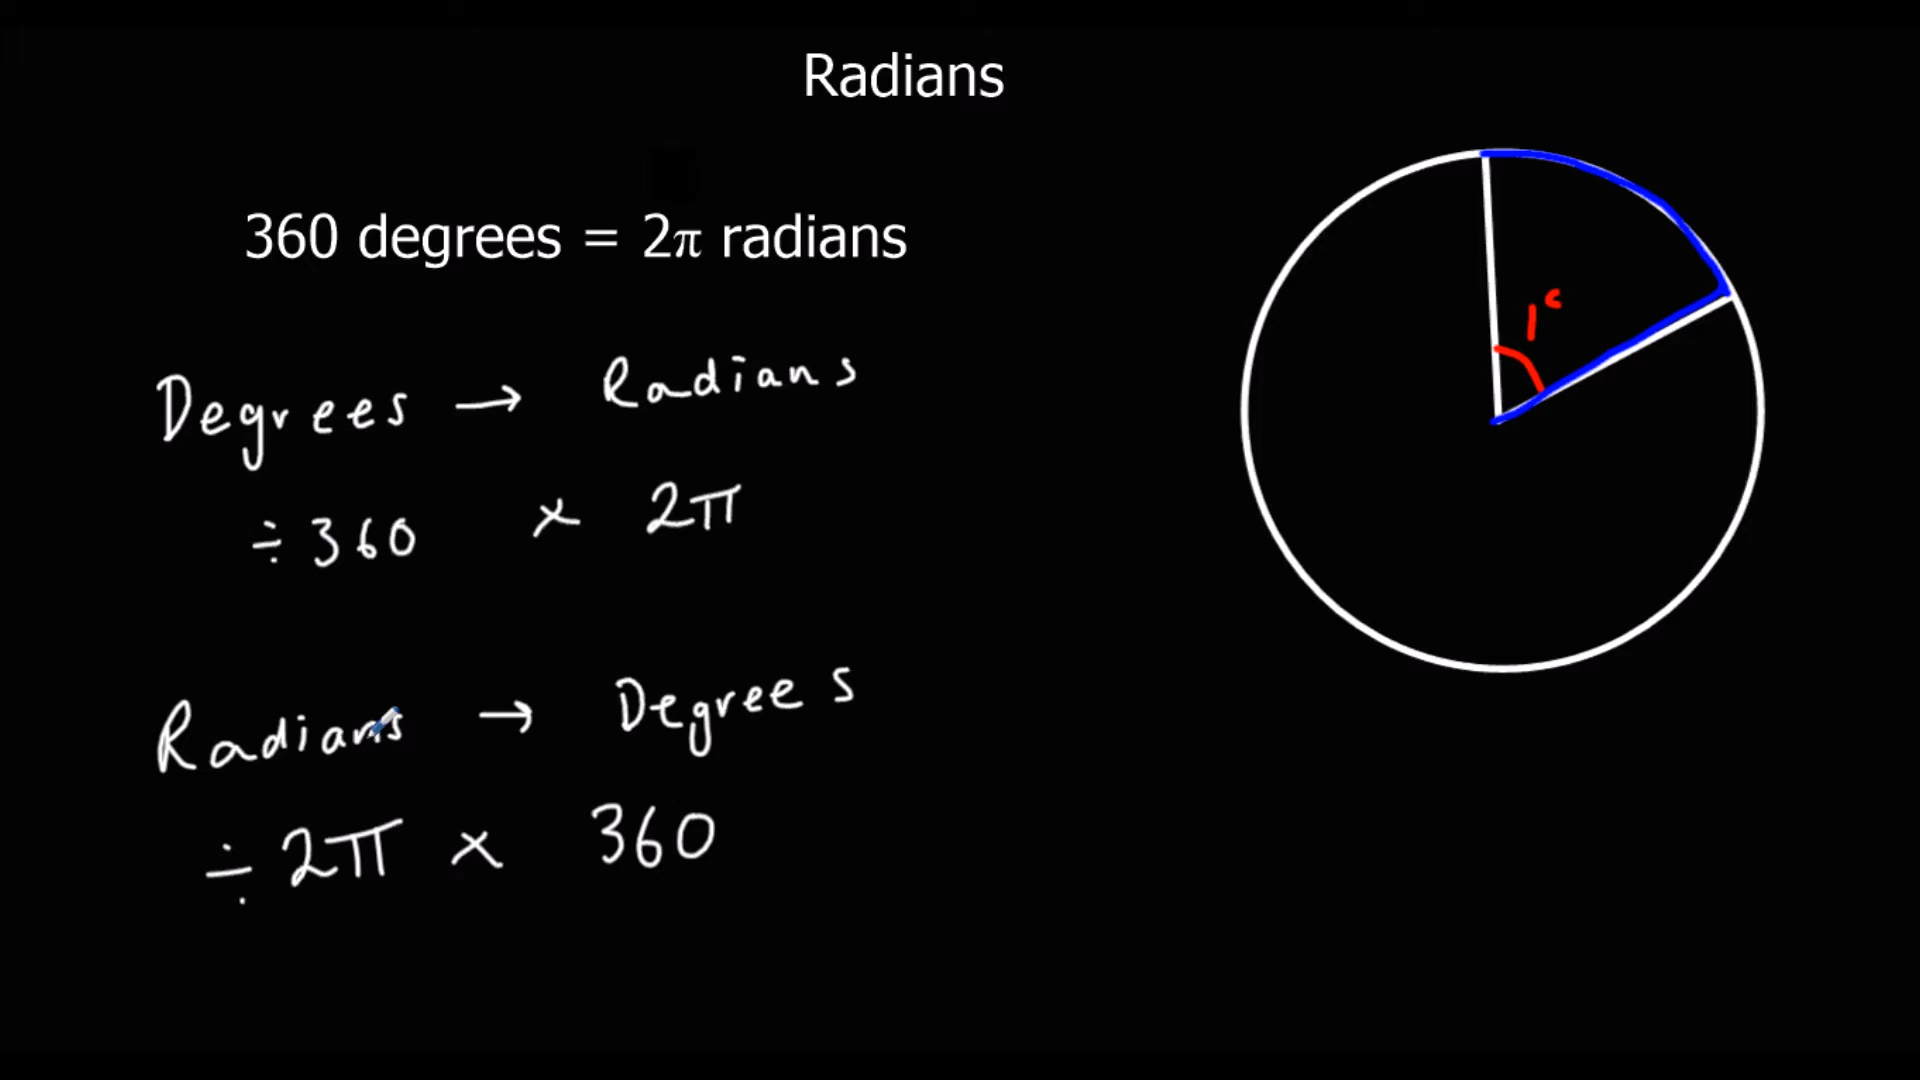 Radians
360 degrees = 2π radians
Degrees → Radians
÷ 360 × 2π
Radians → Degrees
÷ 2π × 360
1ᶜ